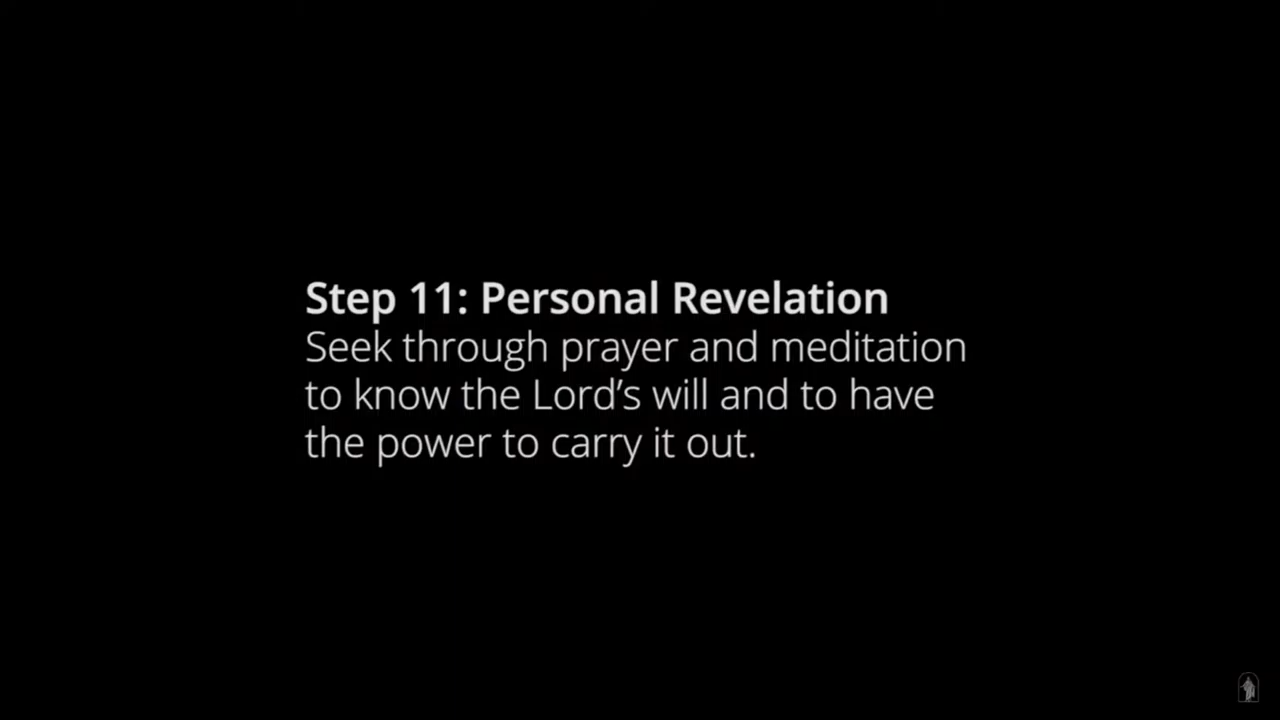 Step 11: Personal Revelation
Seek through prayer and meditation
to know the Lord’s will and to have
the power to carry it out.